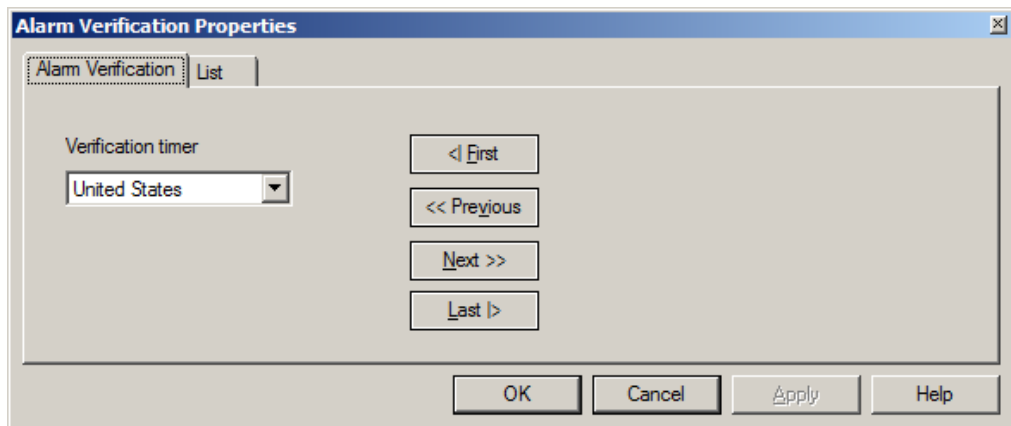 Alarm Verification Properties
Alarm Verification
List
Verification timer
United States
<| First
<< Previous
Next >>
Last |>
OK
Cancel
Apply
Help